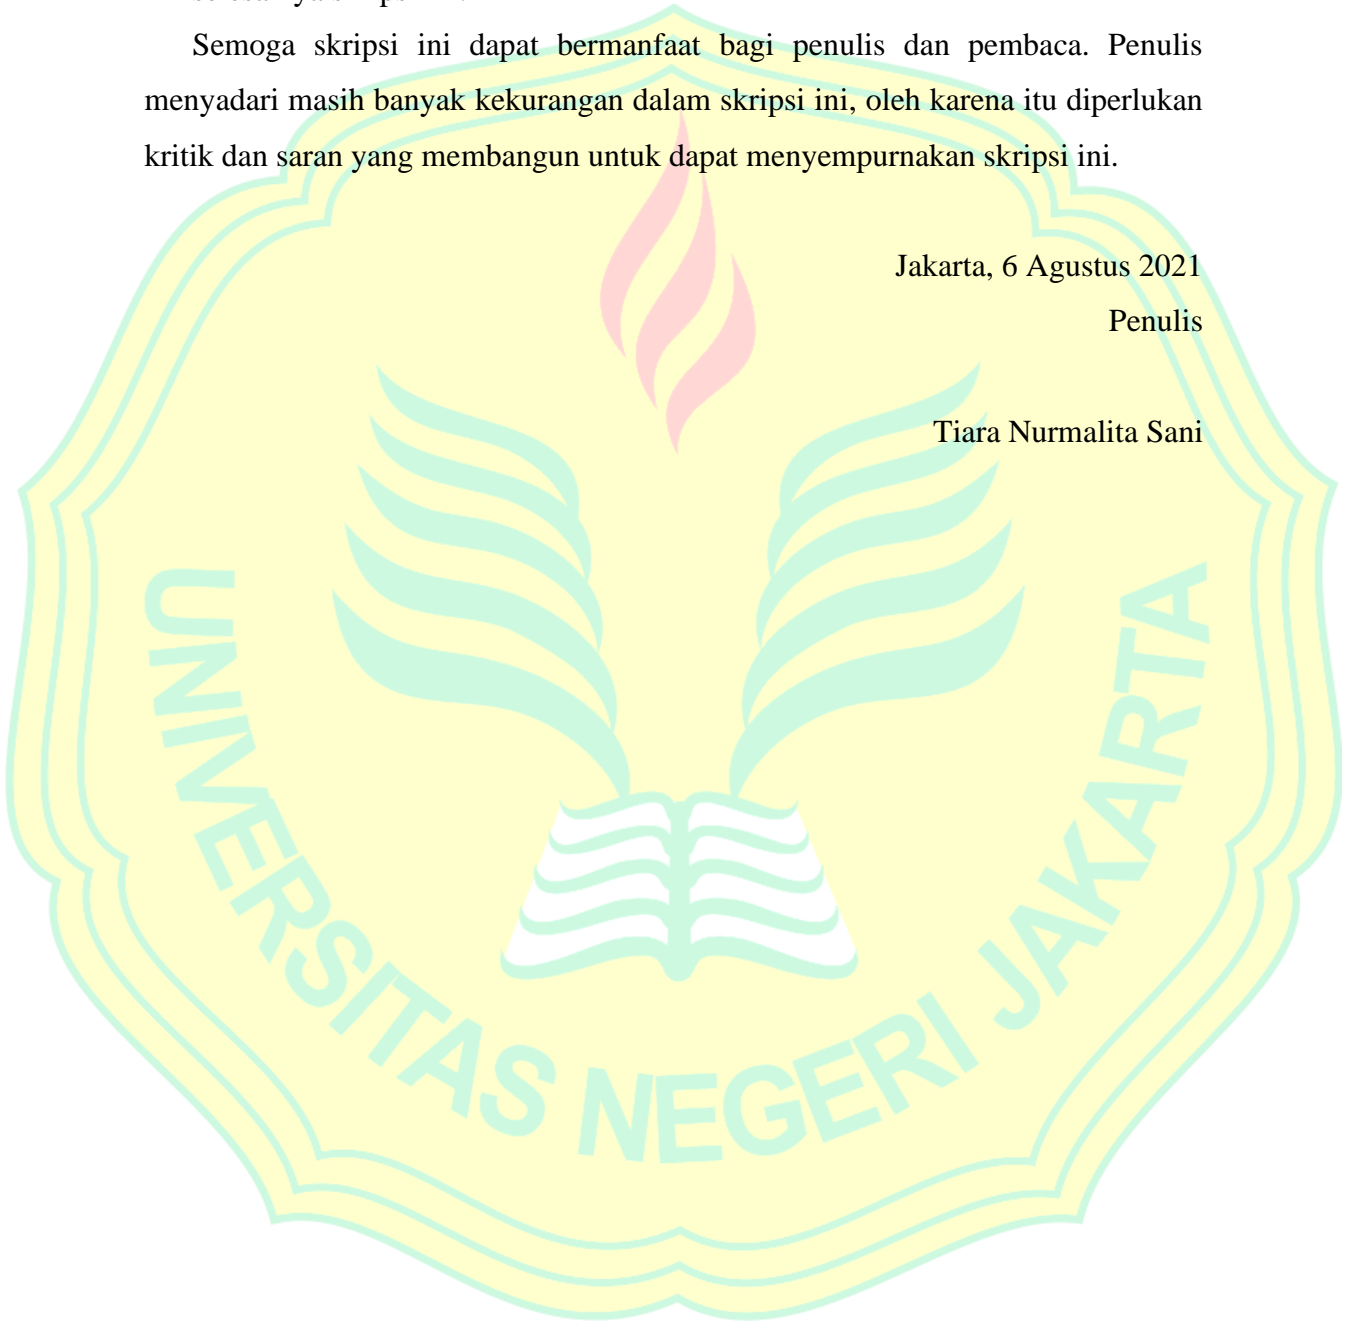 Semoga skripsi ini dapat bermanfaat bagi penulis dan pembaca. Penulis
menyadari masih banyak kekurangan dalam skripsi ini, oleh karena itu diperlukan
kritik dan saran yang membangun untuk dapat menyempurnakan skripsi ini.
Jakarta, 6 Agustus 2021
Penulis
Tiara Nurmalita Sani
UNIVERSITAS NEGERI JAKARTA